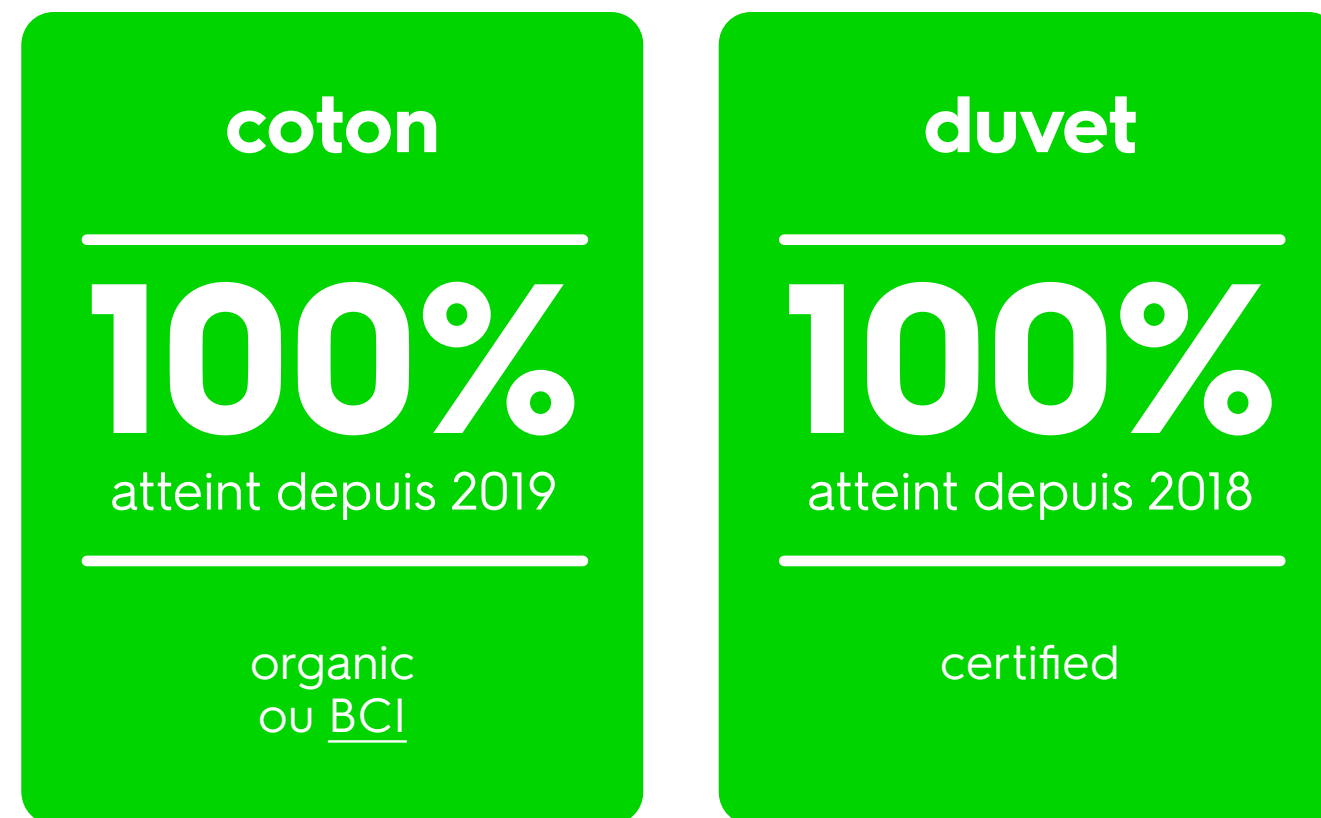 coton
100%
atteint depuis 2019
organic
ou BCI
duvet
100%
atteint depuis 2018
certified